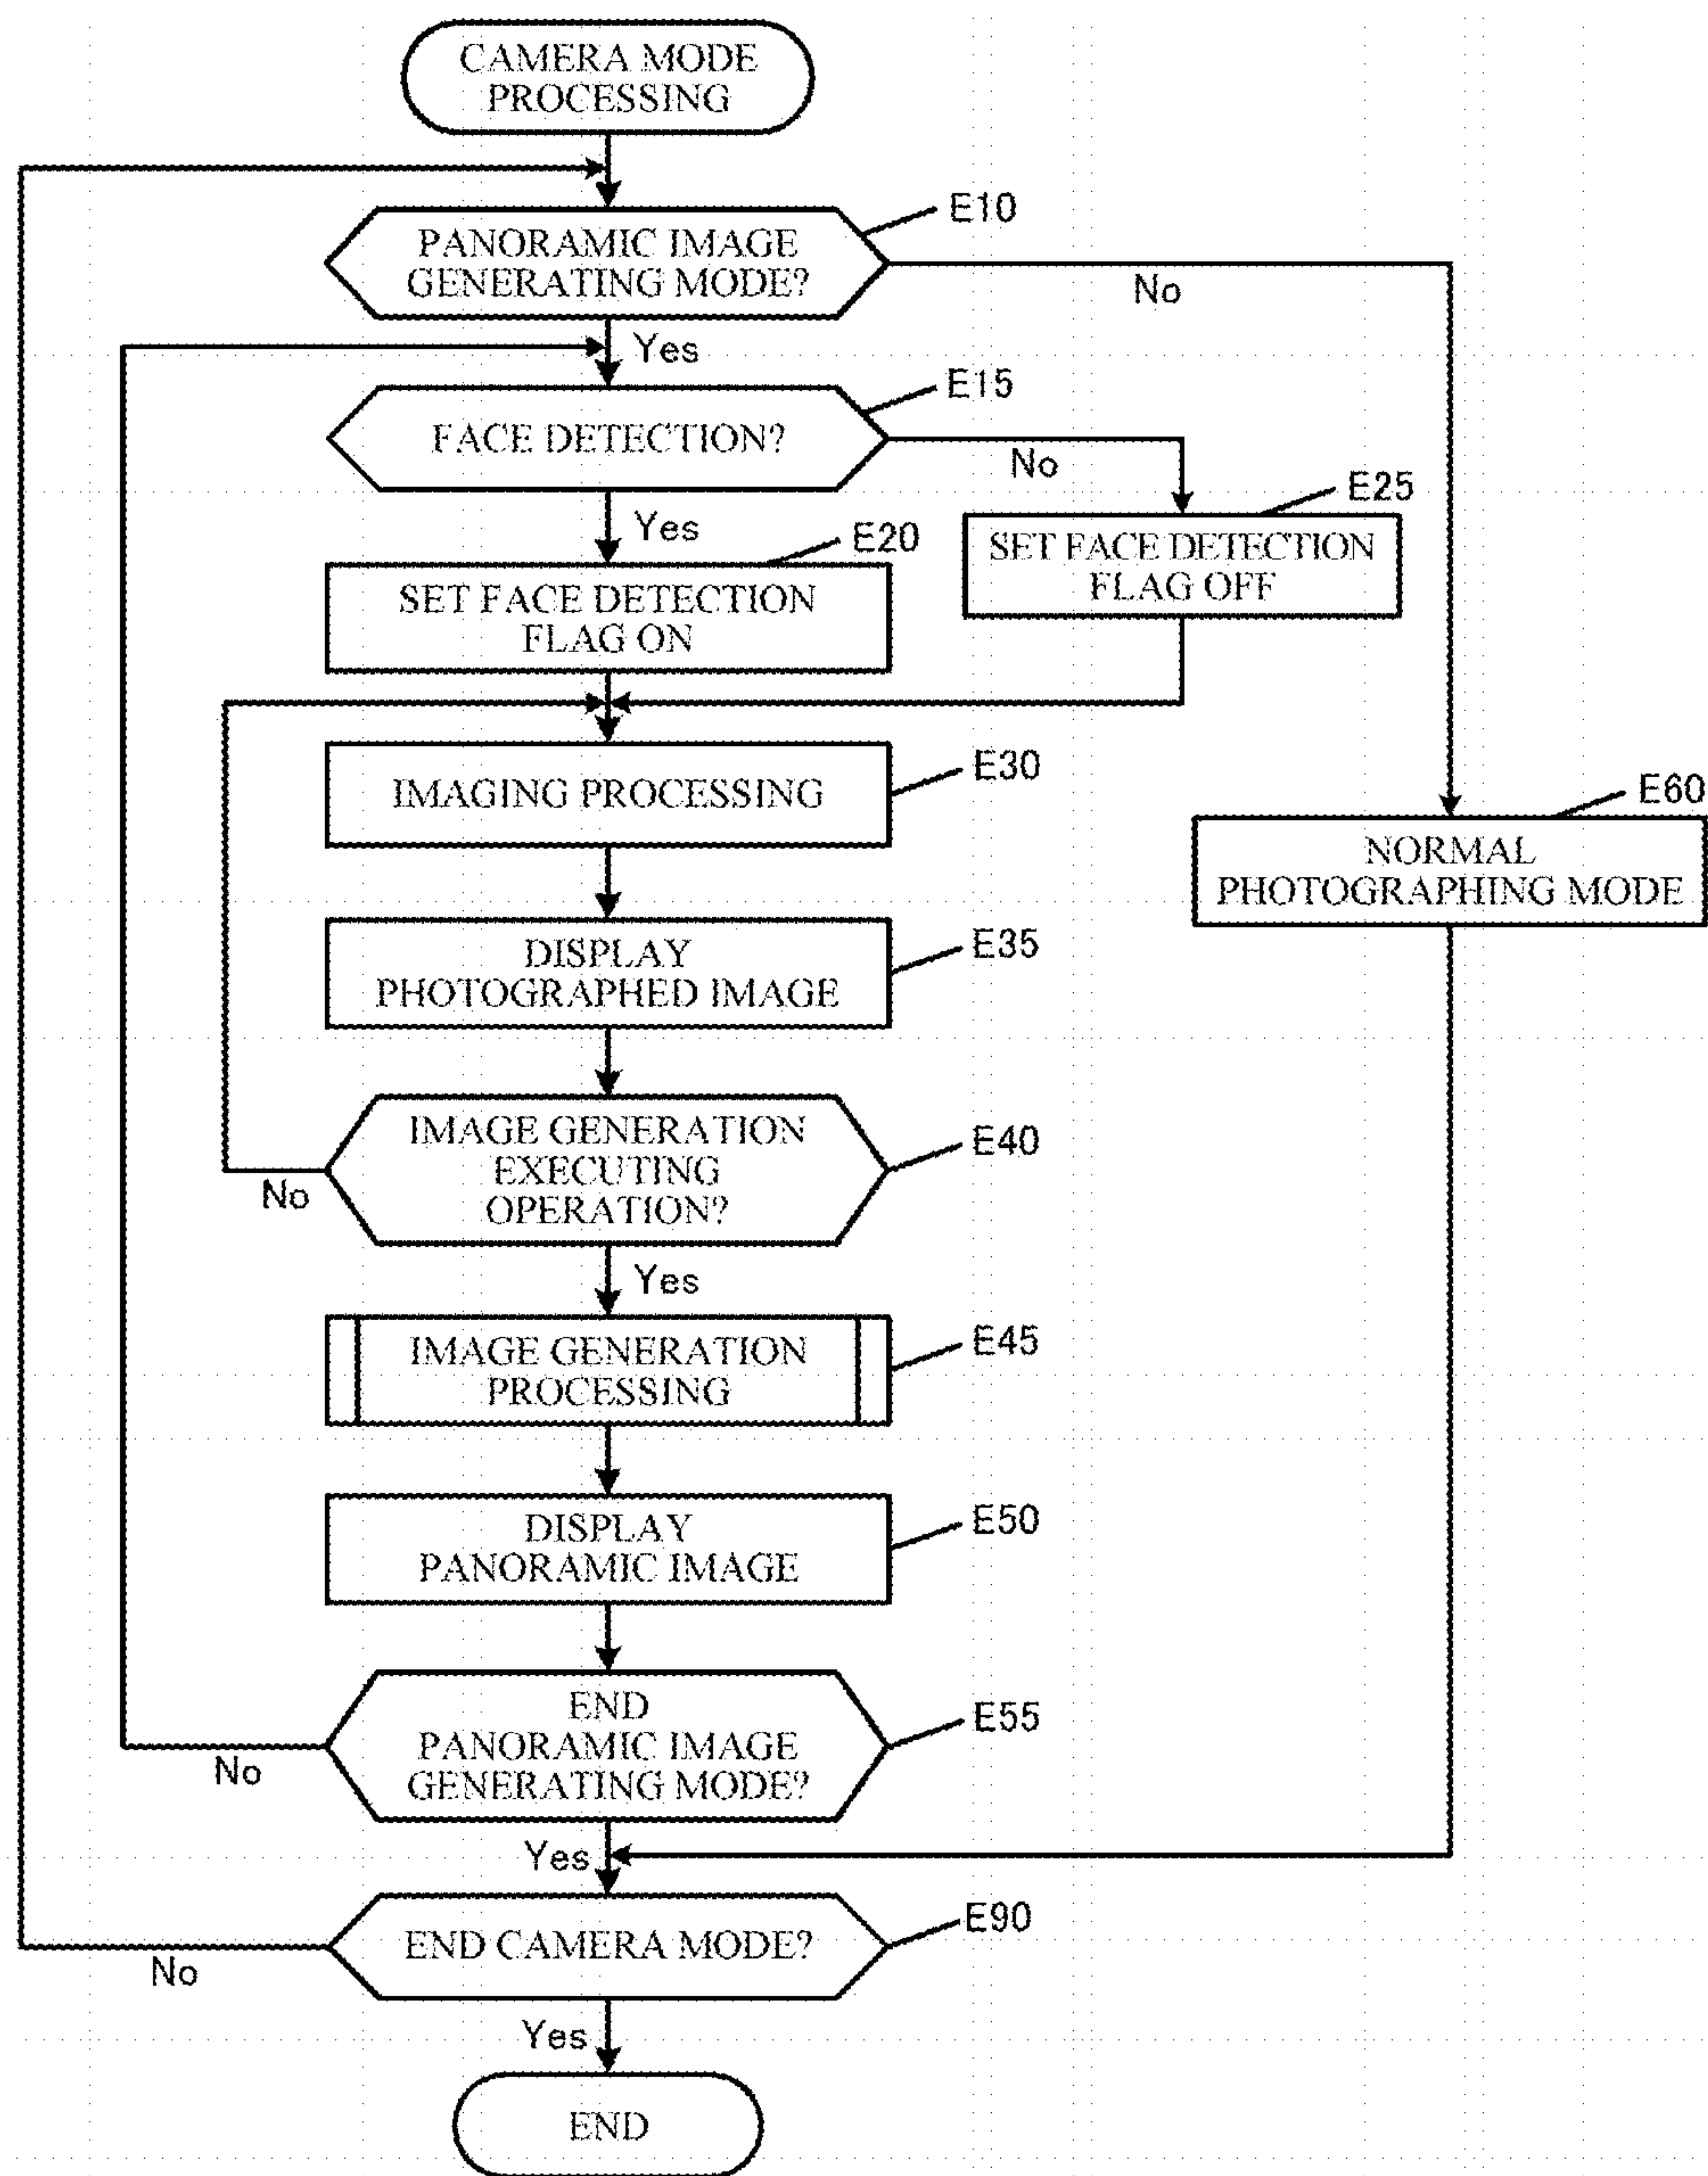 CAMERA MODE
PROCESSING
E10
PANORAMIC IMAGE
GENERATING MODE?
No
Yes
E15
FACE DETECTION?
No
Yes
E25
SET FACE DETECTION
FLAG OFF
E20
SET FACE DETECTION
FLAG ON
E30
IMAGING PROCESSING
E60
NORMAL
PHOTOGRAPHING MODE
E35
DISPLAY
PHOTOGRAPHED IMAGE
E40
IMAGE GENERATION
EXECUTING
OPERATION?
No
Yes
E45
IMAGE GENERATION
PROCESSING
E50
DISPLAY
PANORAMIC IMAGE
E55
END
PANORAMIC IMAGE
GENERATING MODE?
No
Yes
E90
END CAMERA MODE?
No
Yes
END